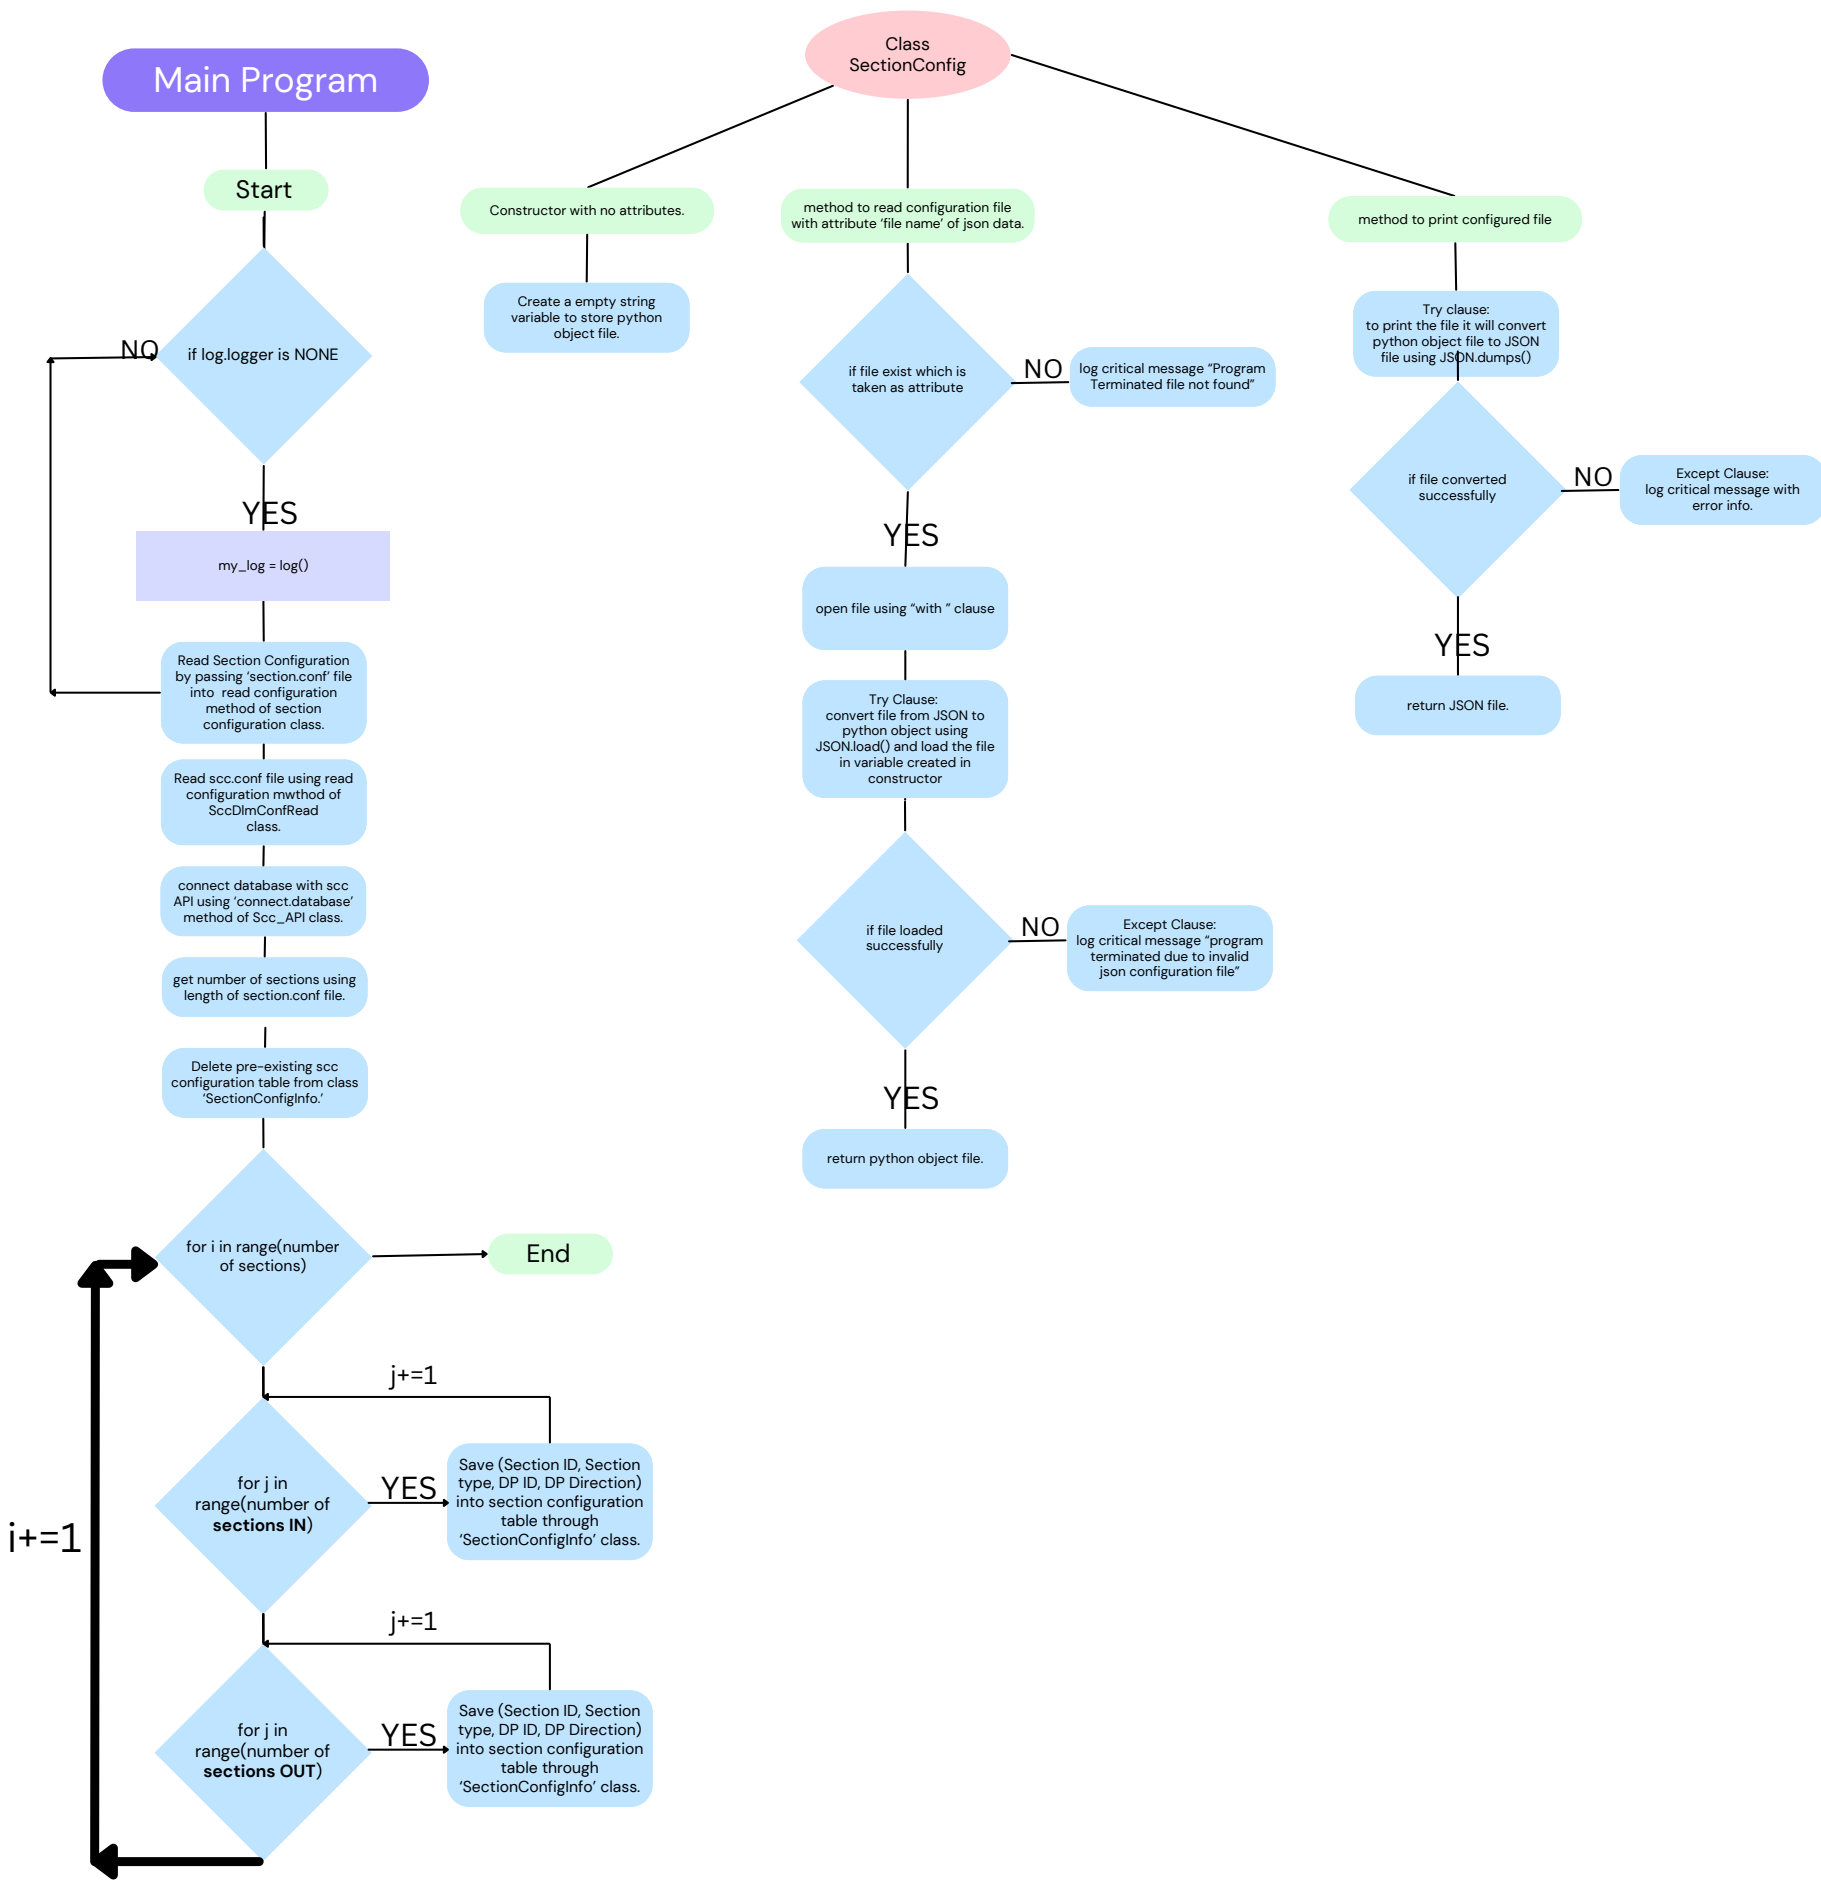 Main Program
Start
NO
if log.logger is NONE
YES
my_log = log()
Read Section Configuration
by passing ‘section.conf’ file
into read configuration
method of section
configuration class.
Read scc.conf file using read
configuration mwthod of
SccDlmConfRead
class.
connect database with scc
API using ‘connect.database’
method of Scc_API class.
get number of sections using
length of section.conf file.
Delete pre-existing scc
configuration table from class
‘SectionConfigInfo.’
for i in range(number
of sections)
End
j+=1
for j in
range(number of
sections IN)
YES
Save (Section ID, Section
type, DP ID, DP Direction)
into section configuration
table through
‘SectionConfigInfo’ class.
i+=1
j+=1
for j in
range(number of
sections OUT)
YES
Save (Section ID, Section
type, DP ID, DP Direction)
into section configuration
table through
‘SectionConfigInfo’ class.
Class
SectionConfig
Constructor with no attributes.
Create a empty string
variable to store python
object file.
method to read configuration file
with attribute ‘file name’ of json data.
if file exist which is
taken as attribute
NO
log critical message “Program
Terminated file not found”
YES
open file using “with ” clause
Try Clause:
convert file from JSON to
python object using
JSON.load() and load the file
in variable created in
constructor
if file loaded
successfully
NO
Except Clause:
log critical message “program
terminated due to invalid
json configuration file”
YES
return python object file.
method to print configured file
Try clause:
to print the file it will convert
python object file to JSON
file using JSON.dumps()
if file converted
successfully
NO
Except Clause:
log critical message with
error info.
YES
return JSON file.